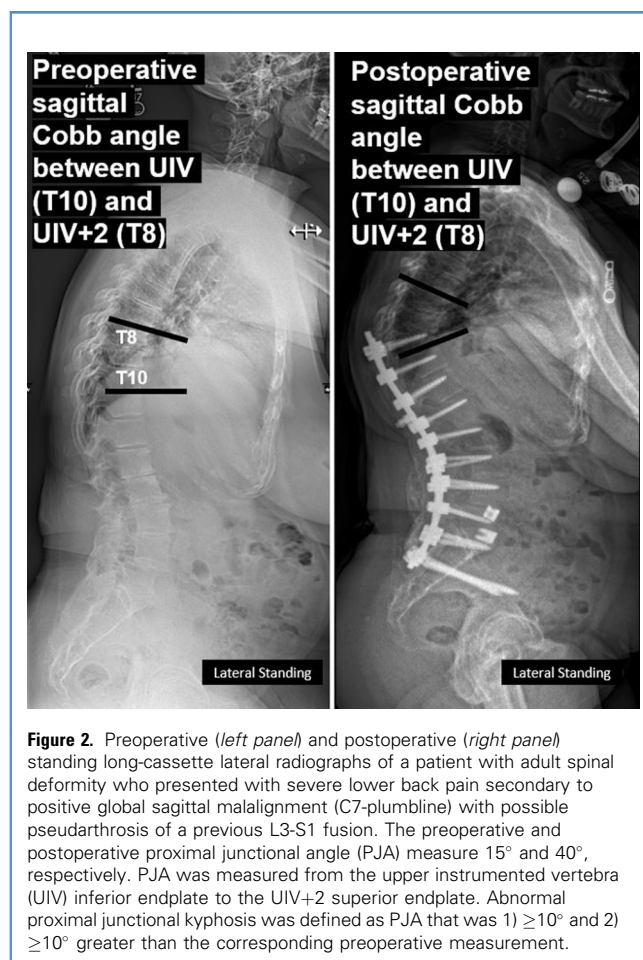 Preoperative
sagittal
Cobb angle
between UIV
(T10) and
UIV+2 (T8)
T8
T10
Lateral Standing
Postoperative
sagittal Cobb
angle
between UIV
(T10) and
UIV+2 (T8)
Lateral Standing
Figure 2. Preoperative (left panel) and postoperative (right panel)
standing long-cassette lateral radiographs of a patient with adult spinal
deformity who presented with severe lower back pain secondary to
positive global sagittal malalignment (C7-plumbline) with possible
pseudarthrosis of a previous L3-S1 fusion. The preoperative and
postoperative proximal junctional angle (PJA) measure 15° and 40°,
respectively. PJA was measured from the upper instrumented vertebra
(UIV) inferior endplate to the UIV+2 superior endplate. Abnormal
proximal junctional kyphosis was defined as PJA that was 1) ≥10° and 2)
≥10° greater than the corresponding preoperative measurement.